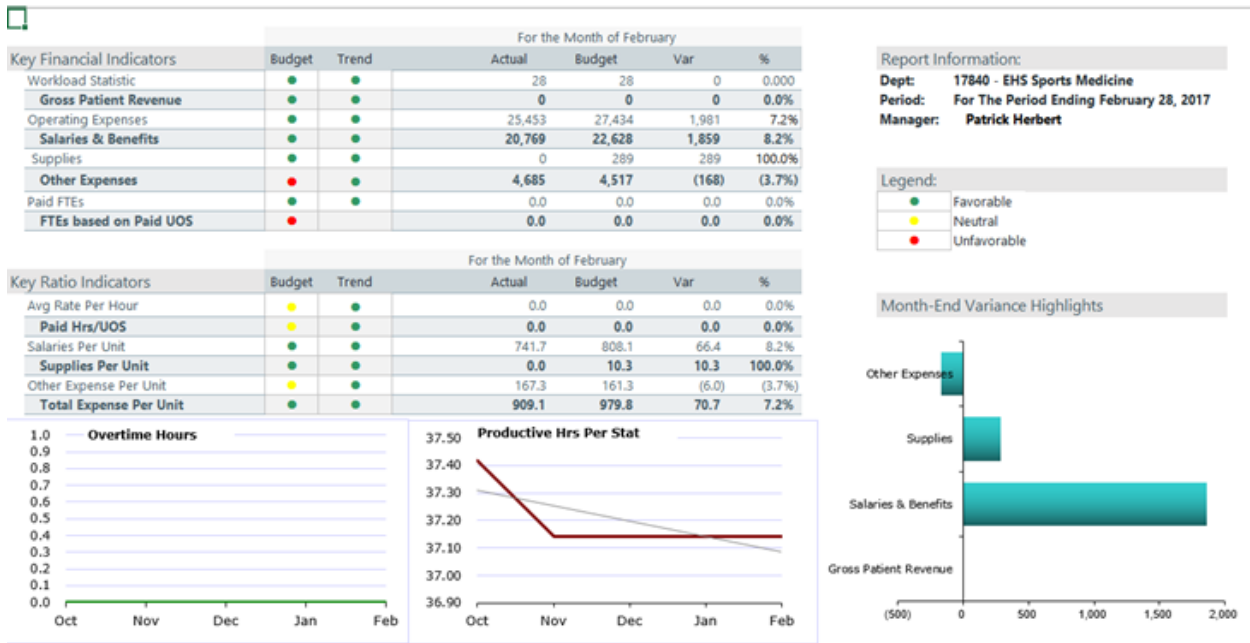 For the Month of February
Key Financial Indicators Budget Trend Actual Budget Var %
Workload Statistic 28 28 0 0.000
Gross Patient Revenue 0 0 0 0.0%
Operating Expenses 25,453 27,434 1,981 7.2%
Salaries & Benefits 20,769 22,628 1,859 8.2%
Supplies 0 289 289 100.0%
Other Expenses 4,685 4,517 (168) (3.7%)
Paid FTEs 0.0 0.0 0.0 0.0%
FTEs based on Paid UOS 0.0 0.0 0.0 0.0%
Report Information:
Dept: 17840 - EHS Sports Medicine
Period: For The Period Ending February 28, 2017
Manager: Patrick Herbert
Legend:
Favorable
Neutral
Unfavorable
For the Month of February
Key Ratio Indicators Budget Trend Actual Budget Var %
Avg Rate Per Hour 0.0 0.0 0.0 0.0%
Paid Hrs/UOS 0.0 0.0 0.0 0.0%
Salaries Per Unit 741.7 808.1 66.4 8.2%
Supplies Per Unit 0.0 10.3 10.3 100.0%
Other Expense Per Unit 167.3 161.3 (6.0) (3.7%)
Total Expense Per Unit 909.1 979.8 70.7 7.2%
Overtime Hours
1.0
0.9
0.8
0.7
0.6
0.5
0.4
0.3
0.2
0.1
0.0
Oct Nov Dec Jan Feb
Productive Hrs Per Stat
37.50
37.40
37.30
37.20
37.10
37.00
36.90
Oct Nov Dec Jan Feb
Month-End Variance Highlights
Other Expenses
Supplies
Salaries & Benefits
Gross Patient Revenue
(500) 0 500 1,000 1,500 2,000